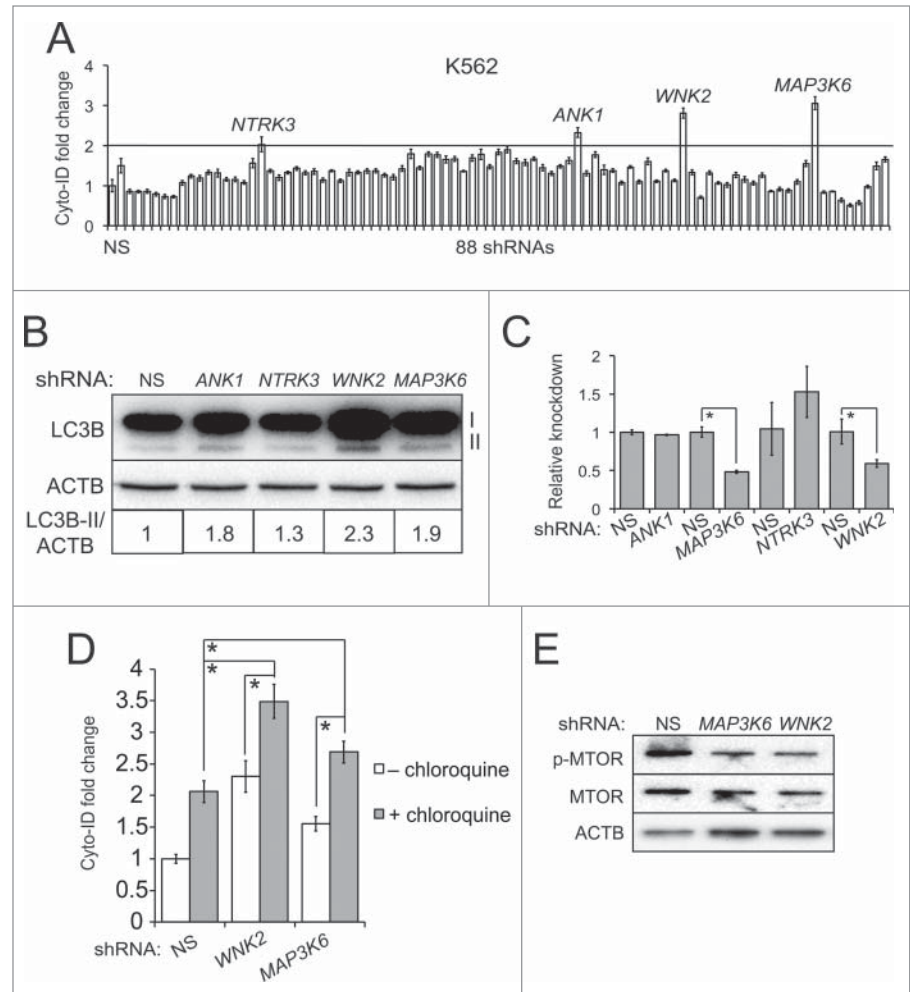 A
K562
Cyto-ID fold change
4
3
2
1
0
NTRK3
ANK1
WNK2
MAP3K6
NS
88 shRNAs
B
shRNA: NS ANK1 NTRK3 WNK2 MAP3K6
LC3B
I
II
ACTB
LC3B-II/
ACTB
1 1.8 1.3 2.3 1.9
C
Relative knockdown
2
1.5
1
0.5
0
* *
shRNA: NS ANK1 NS MAP3K6 NS NTRK3 NS WNK2
D
Cyto-ID fold change
4
3.5
3
2.5
2
1.5
1
0.5
0
*
*
*
*
– chloroquine
+ chloroquine
shRNA: NS WNK2 MAP3K6
E
shRNA: NS MAP3K6 WNK2
p-MTOR
MTOR
ACTB